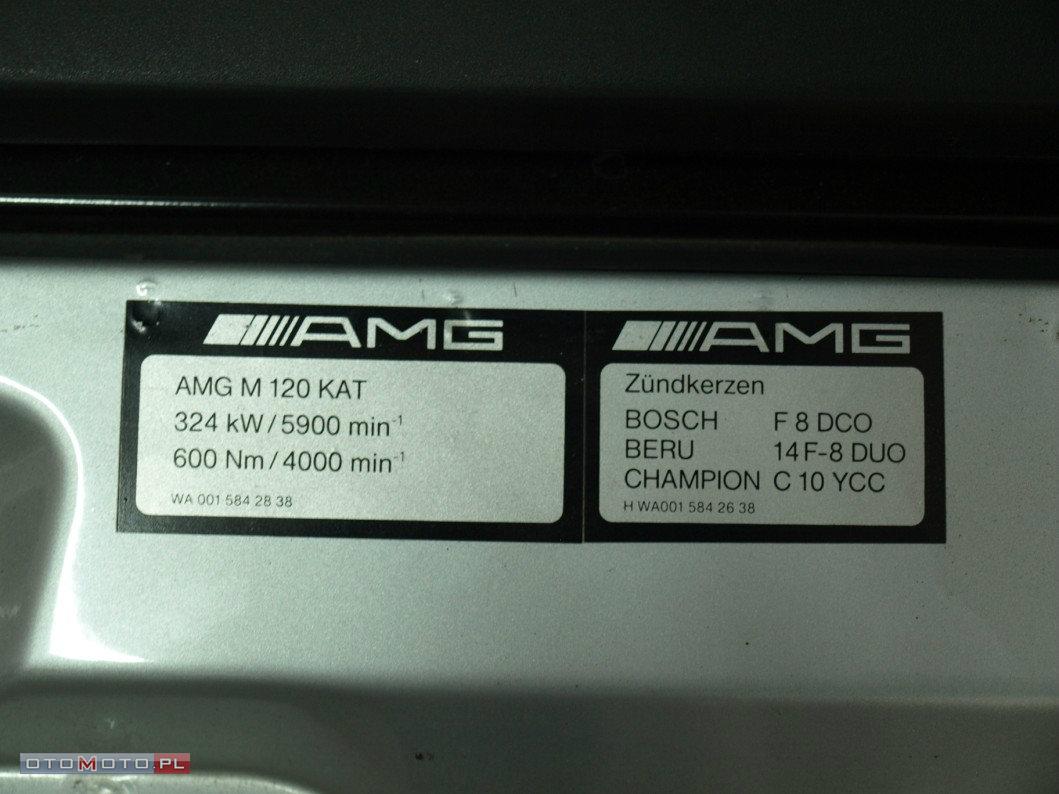 AMG
AMG M 120 KAT
324 kW/5900 min-1
600 Nm/4000 min-1
WA 001 584 28 38
AMG
Zündkerzen
BOSCH F 8 DCO
BERU 14 F-8 DUO
CHAMPION C 10 YCC
H WA001 584 26 38
OTOMOTO.PL